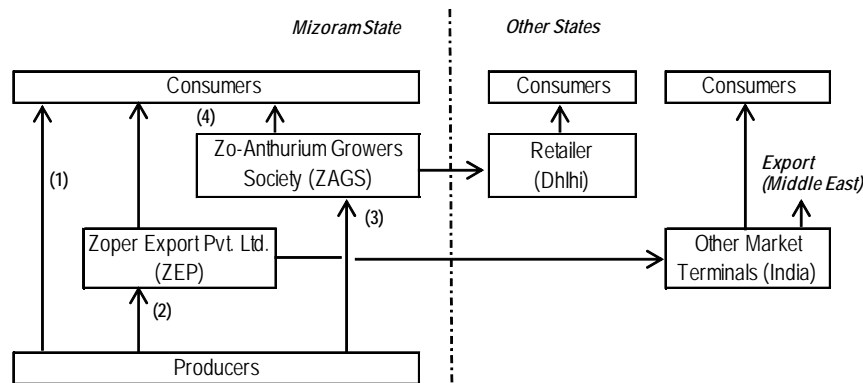 Mizoram State
Other States
Consumers
Consumers
Consumers
(4)
Zo-Anthurium Growers
Society (ZAGS)
Retailer
(Dhlhi)
Export
(Middle East)
(1)
(3)
Zoper Export Pvt. Ltd.
(ZEP)
Other Market
Terminals (India)
(2)
Producers